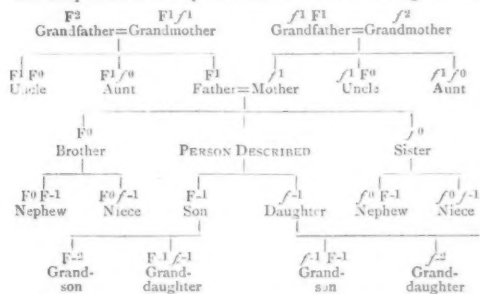 F² F¹ f¹ f¹ F¹ f²
Grandfather=Grandmother Grandfather=Grandmother
F¹ F⁰ F¹ f⁰ F¹ f¹ f¹ F⁰ f¹ f⁰
Uncle Aunt Father=Mother Uncle Aunt
F⁰ f⁰
Brother PERSON DESCRIBED Sister
F⁰ F-¹ F⁰ f-¹ F-¹ f-¹ f⁰ F-¹ f⁰ f-¹
Nephew Niece Son Daughter Nephew Niece
F-² F-¹ f-¹ f-¹ F-¹ f-²
Grand- Grand- Grand- Grand-
son daughter son daughter